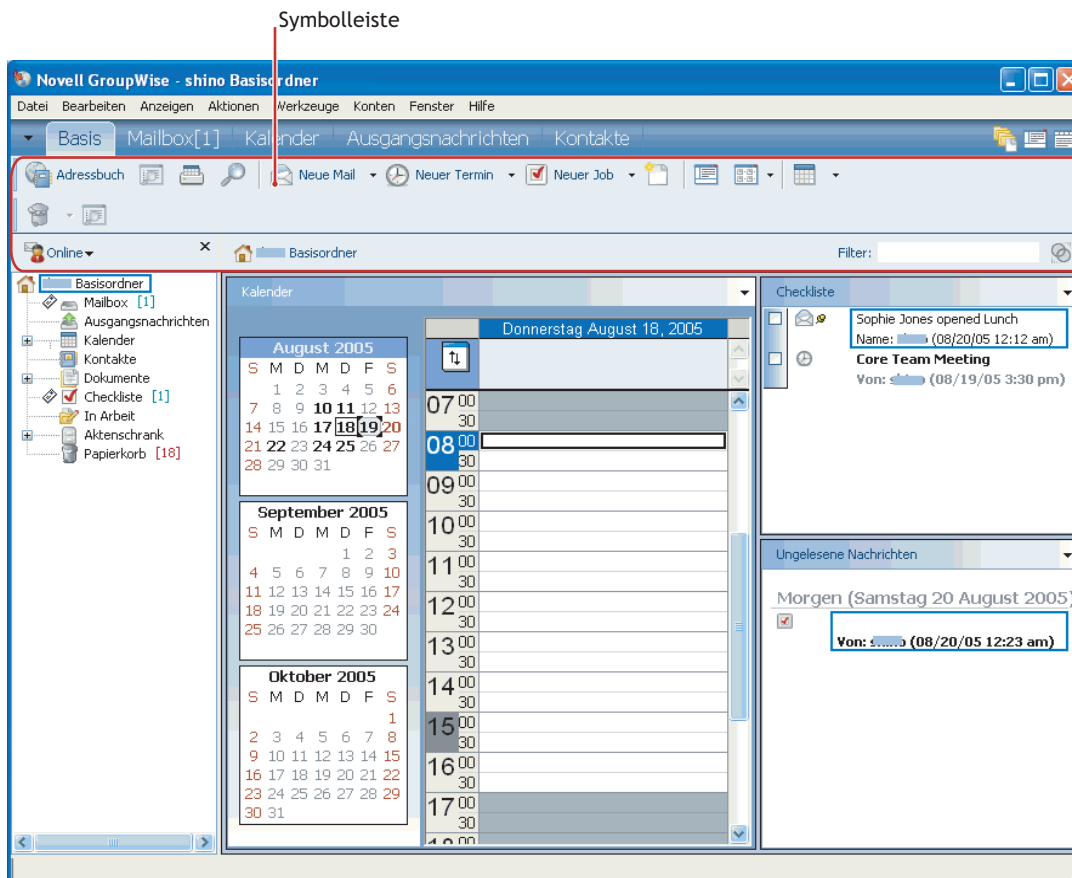 Symbolleiste
Novell GroupWise - shino Basisordner
Datei Bearbeiten Anzeigen Aktionen Werkzeuge Konten Fenster Hilfe
Basis Mailbox[1] Kalender Ausgangsnachrichten Kontakte
Adressbuch Neue Mail Neuer Termin Neuer Job
Online Basisordner Filter:
Basisordner
Mailbox [1]
Ausgangsnachrichten
Kalender
Kontakte
Dokumente
Checkliste [1]
In Arbeit
Aktenschrank
Papierkorb [18]
Kalender
August 2005
S M D M D F S
1 2 3 4 5 6
7 8 9 10 11 12 13
14 15 16 17 18 19 20
21 22 23 24 25 26 27
28 29 30 31
September 2005
S M D M D F S
1 2 3
4 5 6 7 8 9 10
11 12 13 14 15 16 17
18 19 20 21 22 23 24
25 26 27 28 29 30
Oktober 2005
S M D M D F S
1
2 3 4 5 6 7 8
9 10 11 12 13 14 15
16 17 18 19 20 21 22
23 24 25 26 27 28 29
30 31
Donnerstag August 18, 2005
07 00
30
08 00
30
09 00
30
10 00
30
11 00
30
12 00
30
13 00
30
14 00
30
15 00
30
16 00
30
17 00
30
Checkliste
Sophie Jones opened Lunch
Name: (08/20/05 12:12 am)
Core Team Meeting
Von: (08/19/05 3:30 pm)
Ungelesene Nachrichten
Morgen (Samstag 20 August 2005)
Von: (08/20/05 12:23 am)